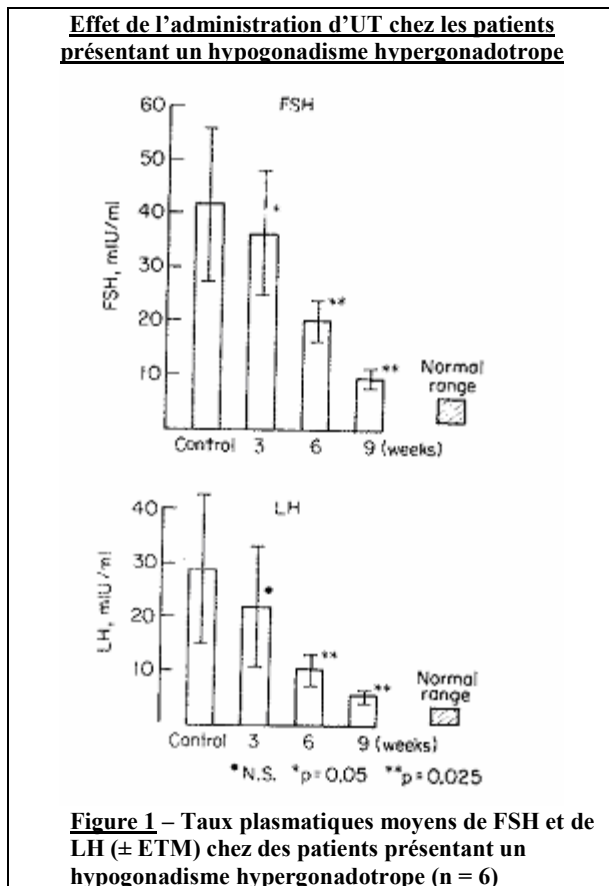 Effet de l'administration d'UT chez les patients
présentant un hypogonadisme hypergonadotrope
FSH
60
50
40
30
20
10
FSH, mIU/ml
Normal
range
Control 3 6 9 (weeks)
LH
40
30
20
10
LH, mIU/ml
Normal
range
Control 3 6 9 (weeks)
•N.S. *p=0.05 **p=0.025
Figure 1 – Taux plasmatiques moyens de FSH et de
LH (± ETM) chez des patients présentant un
hypogonadisme hypergonadotrope (n = 6)